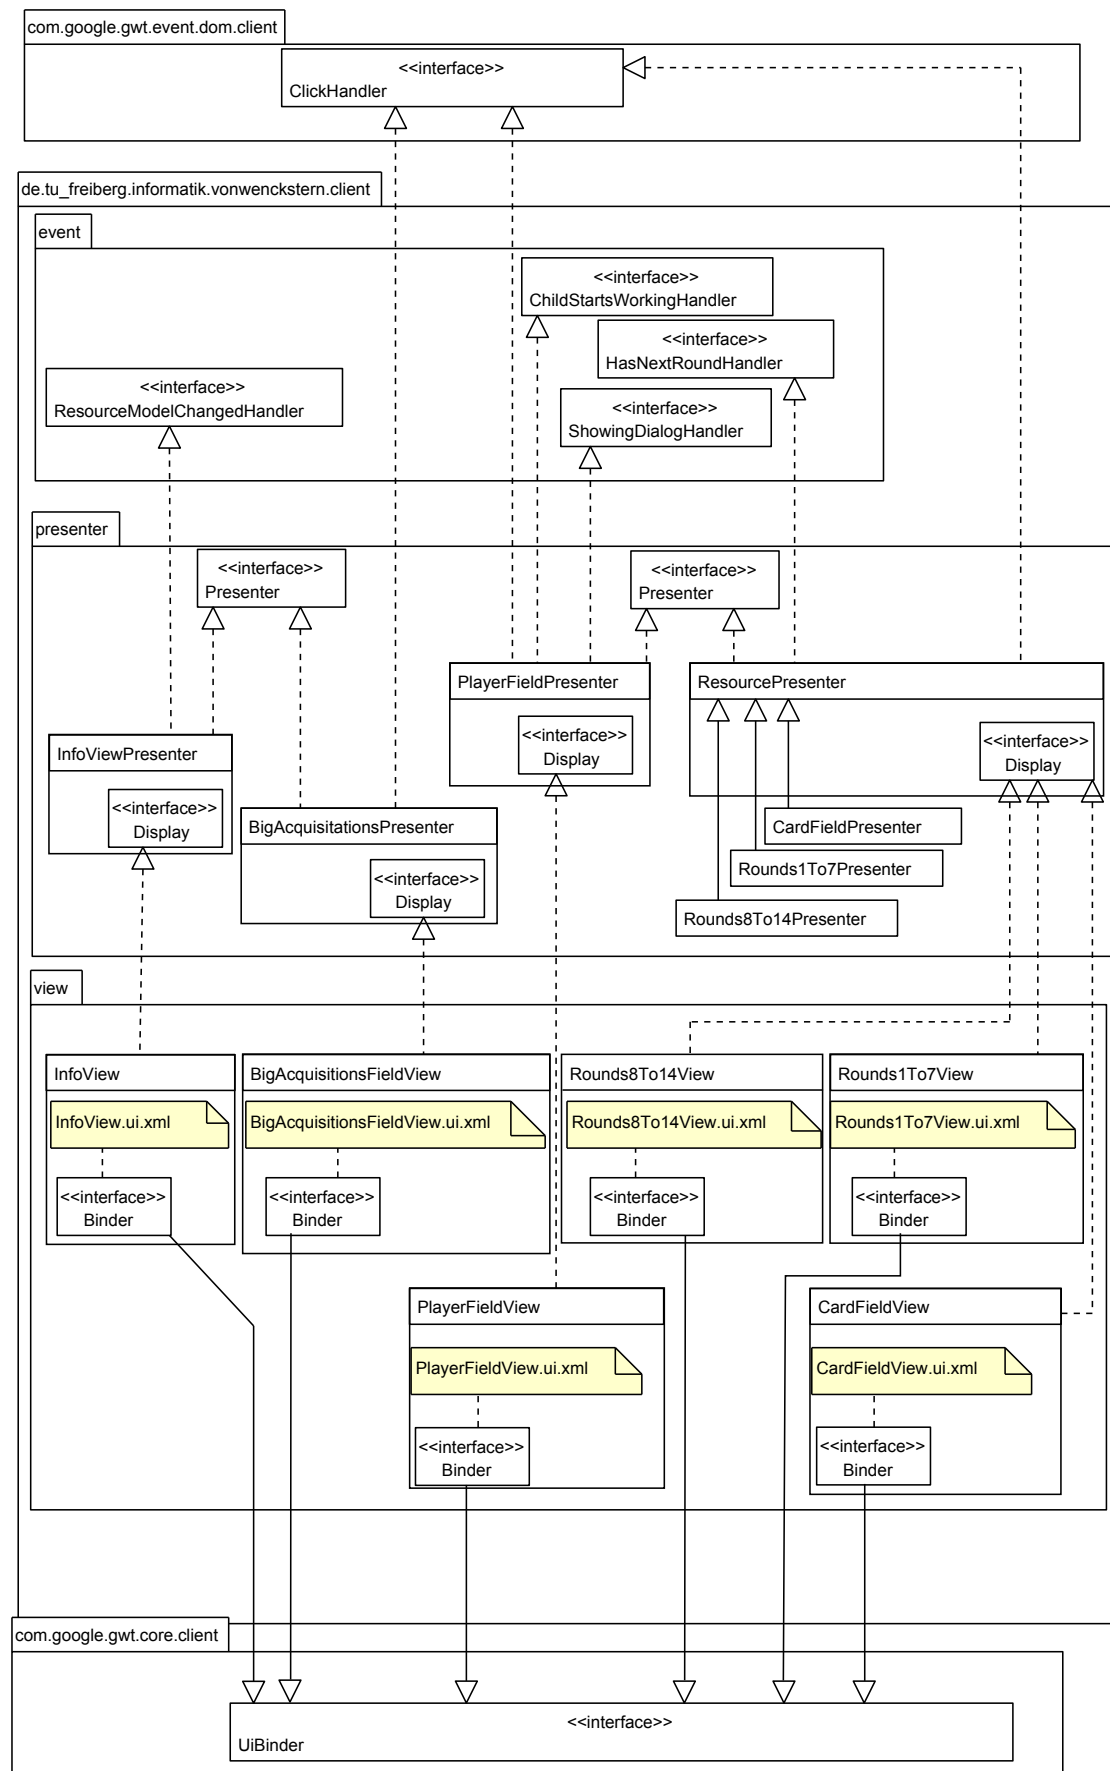 com.google.gwt.event.dom.client
<<interface>>
ClickHandler
de.tu_freiberg.informatik.vonwenckstern.client
event
<<interface>>
ChildStartsWorkingHandler
<<interface>>
HasNextRoundHandler
<<interface>>
ResourceModelChangedHandler
<<interface>>
ShowingDialogHandler
presenter
<<interface>>
Presenter
<<interface>>
Presenter
PlayerFieldPresenter
<<interface>>
Display
ResourcePresenter
<<interface>>
Display
InfoViewPresenter
<<interface>>
Display
BigAcquisitationsPresenter
<<interface>>
Display
CardFieldPresenter
Rounds1To7Presenter
Rounds8To14Presenter
view
InfoView
InfoView.ui.xml
<<interface>>
Binder
BigAcquisitionsFieldView
BigAcquisitionsFieldView.ui.xml
<<interface>>
Binder
Rounds8To14View
Rounds8To14View.ui.xml
<<interface>>
Binder
Rounds1To7View
Rounds1To7View.ui.xml
<<interface>>
Binder
PlayerFieldView
PlayerFieldView.ui.xml
<<interface>>
Binder
CardFieldView
CardFieldView.ui.xml
<<interface>>
Binder
com.google.gwt.core.client
<<interface>>
UiBinder